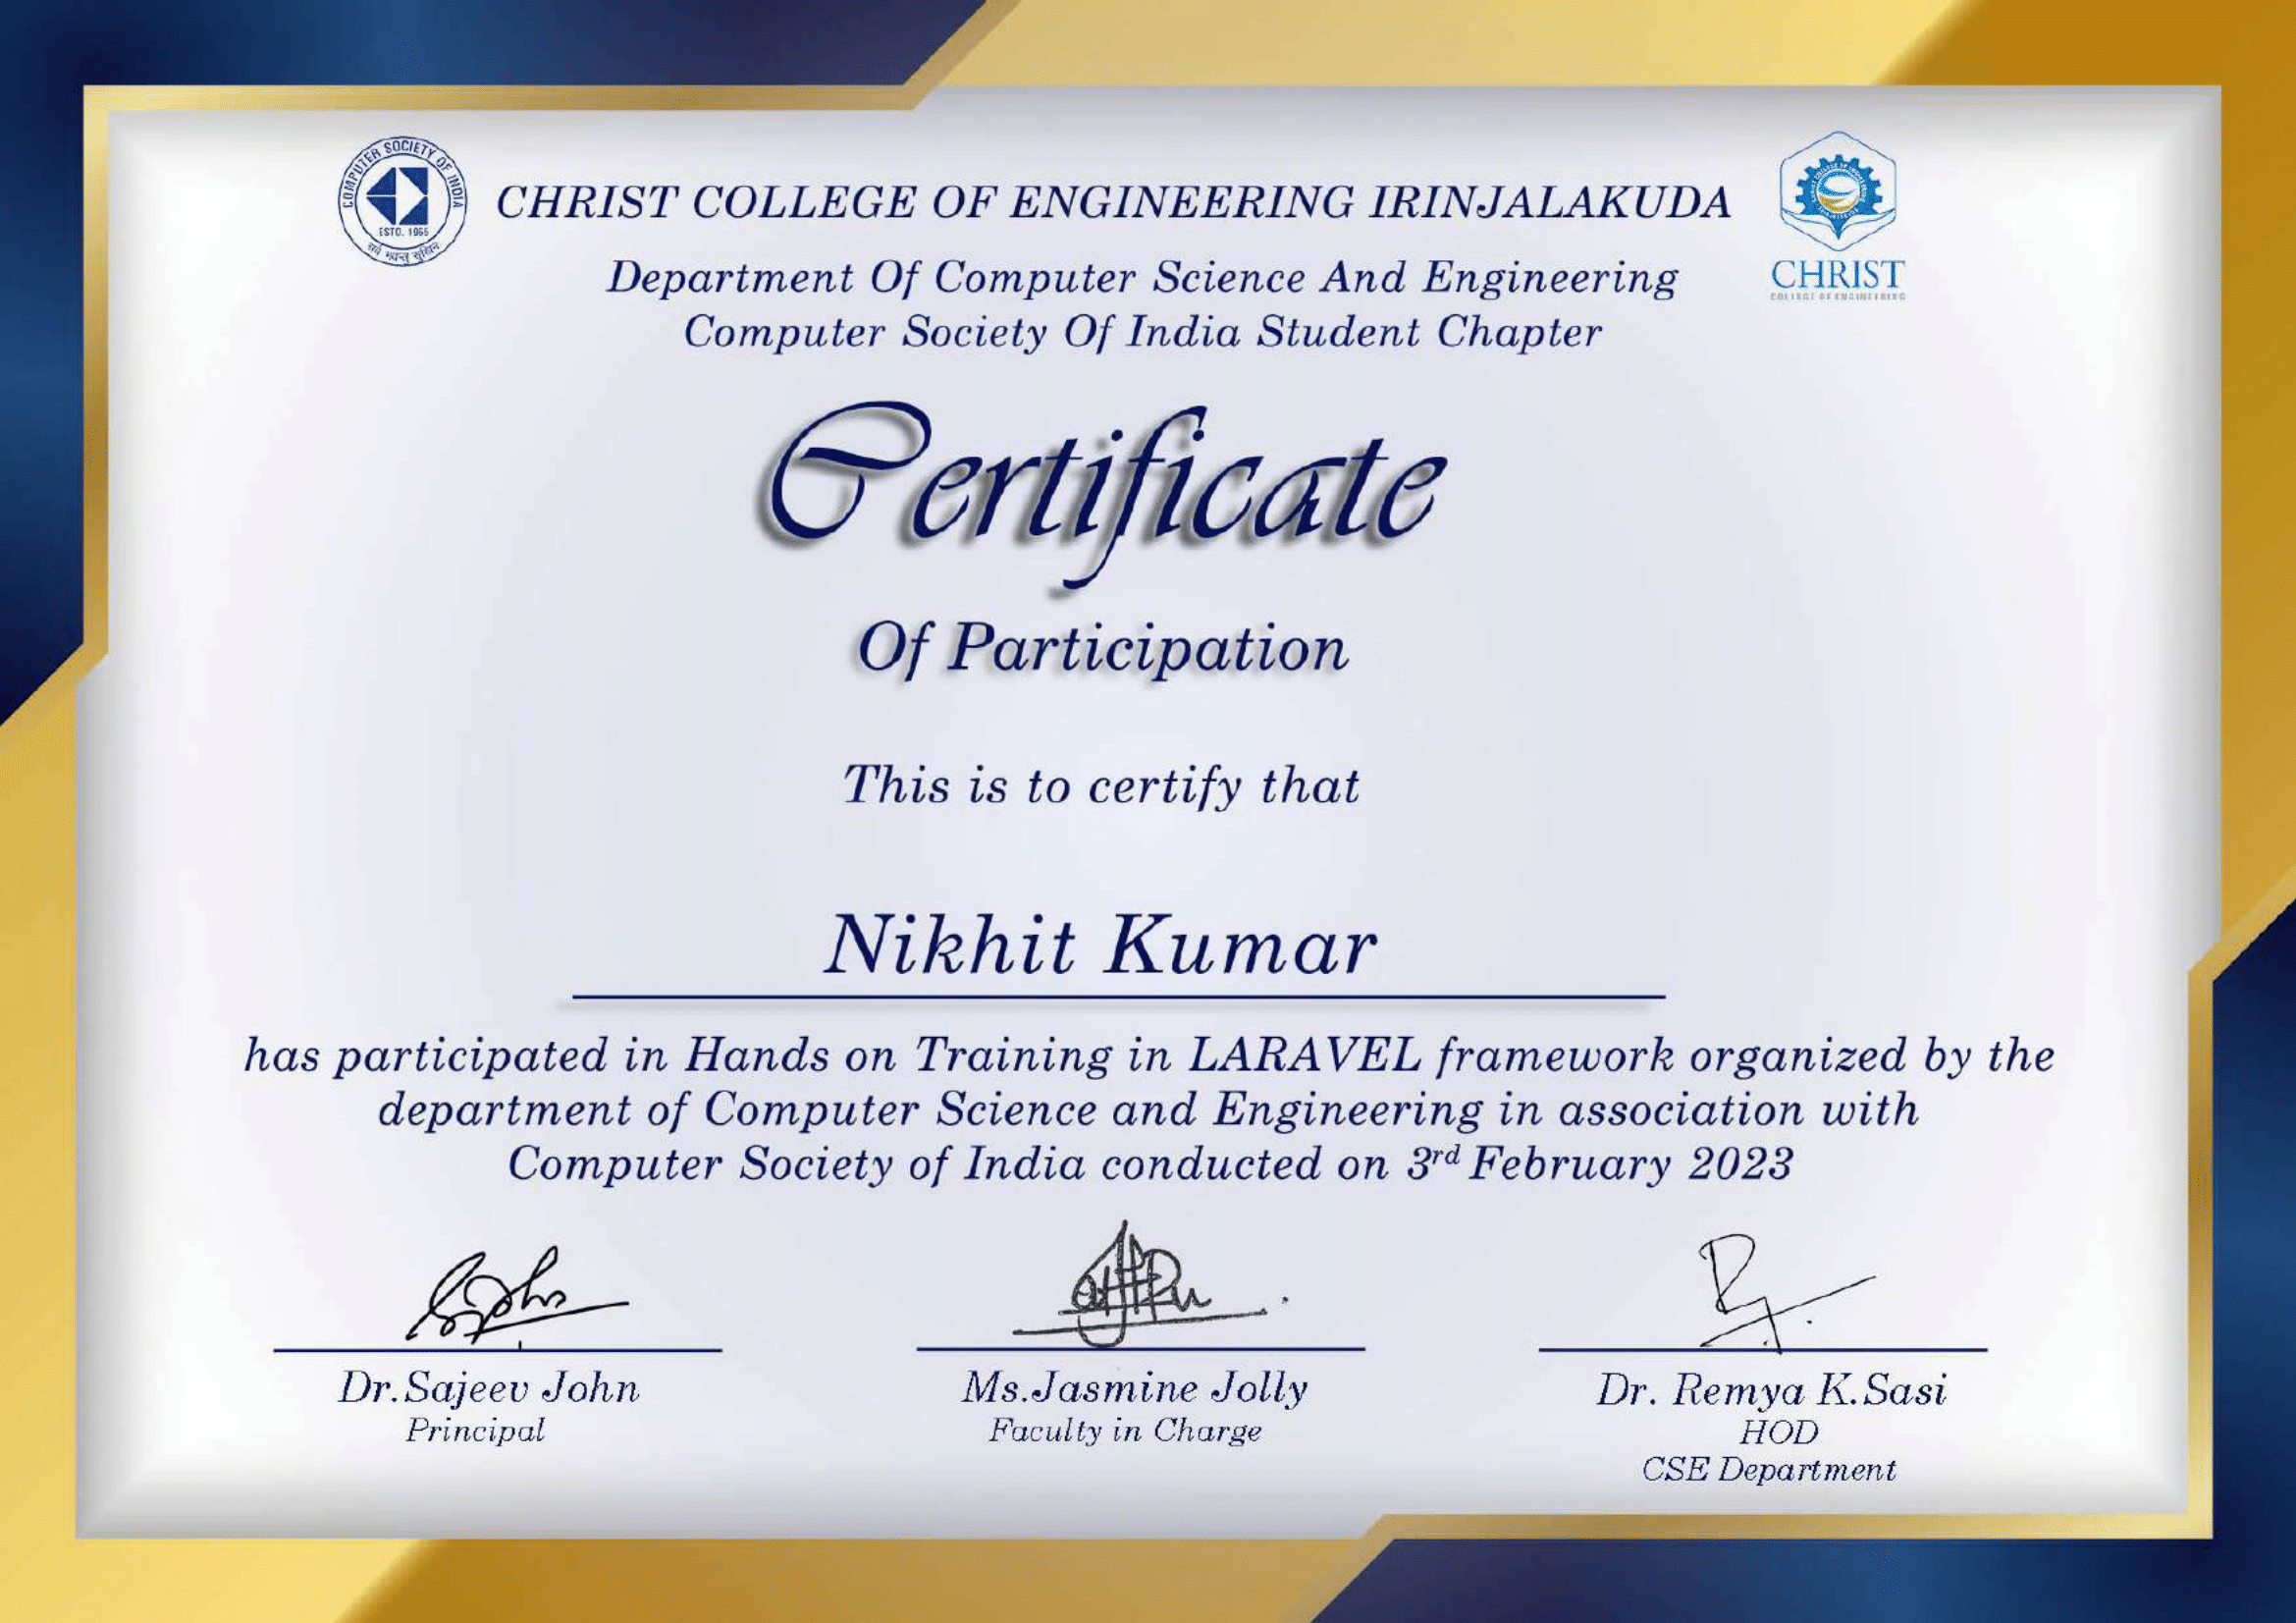 COMPUTER SOCIETY OF INDIA
ESTD. 1965
CHRIST COLLEGE OF ENGINEERING IRINJALAKUDA
CHRIST
COLLEGE OF ENGINEERING
Department Of Computer Science And Engineering
Computer Society Of India Student Chapter
Certificate
Of Participation
This is to certify that
Nikhit Kumar
has participated in Hands on Training in LARAVEL framework organized by the
department of Computer Science and Engineering in association with
Computer Society of India conducted on 3rd February 2023
Dr.Sajeev John
Principal
Ms.Jasmine Jolly
Faculty in Charge
Dr. Remya K.Sasi
HOD
CSE Department